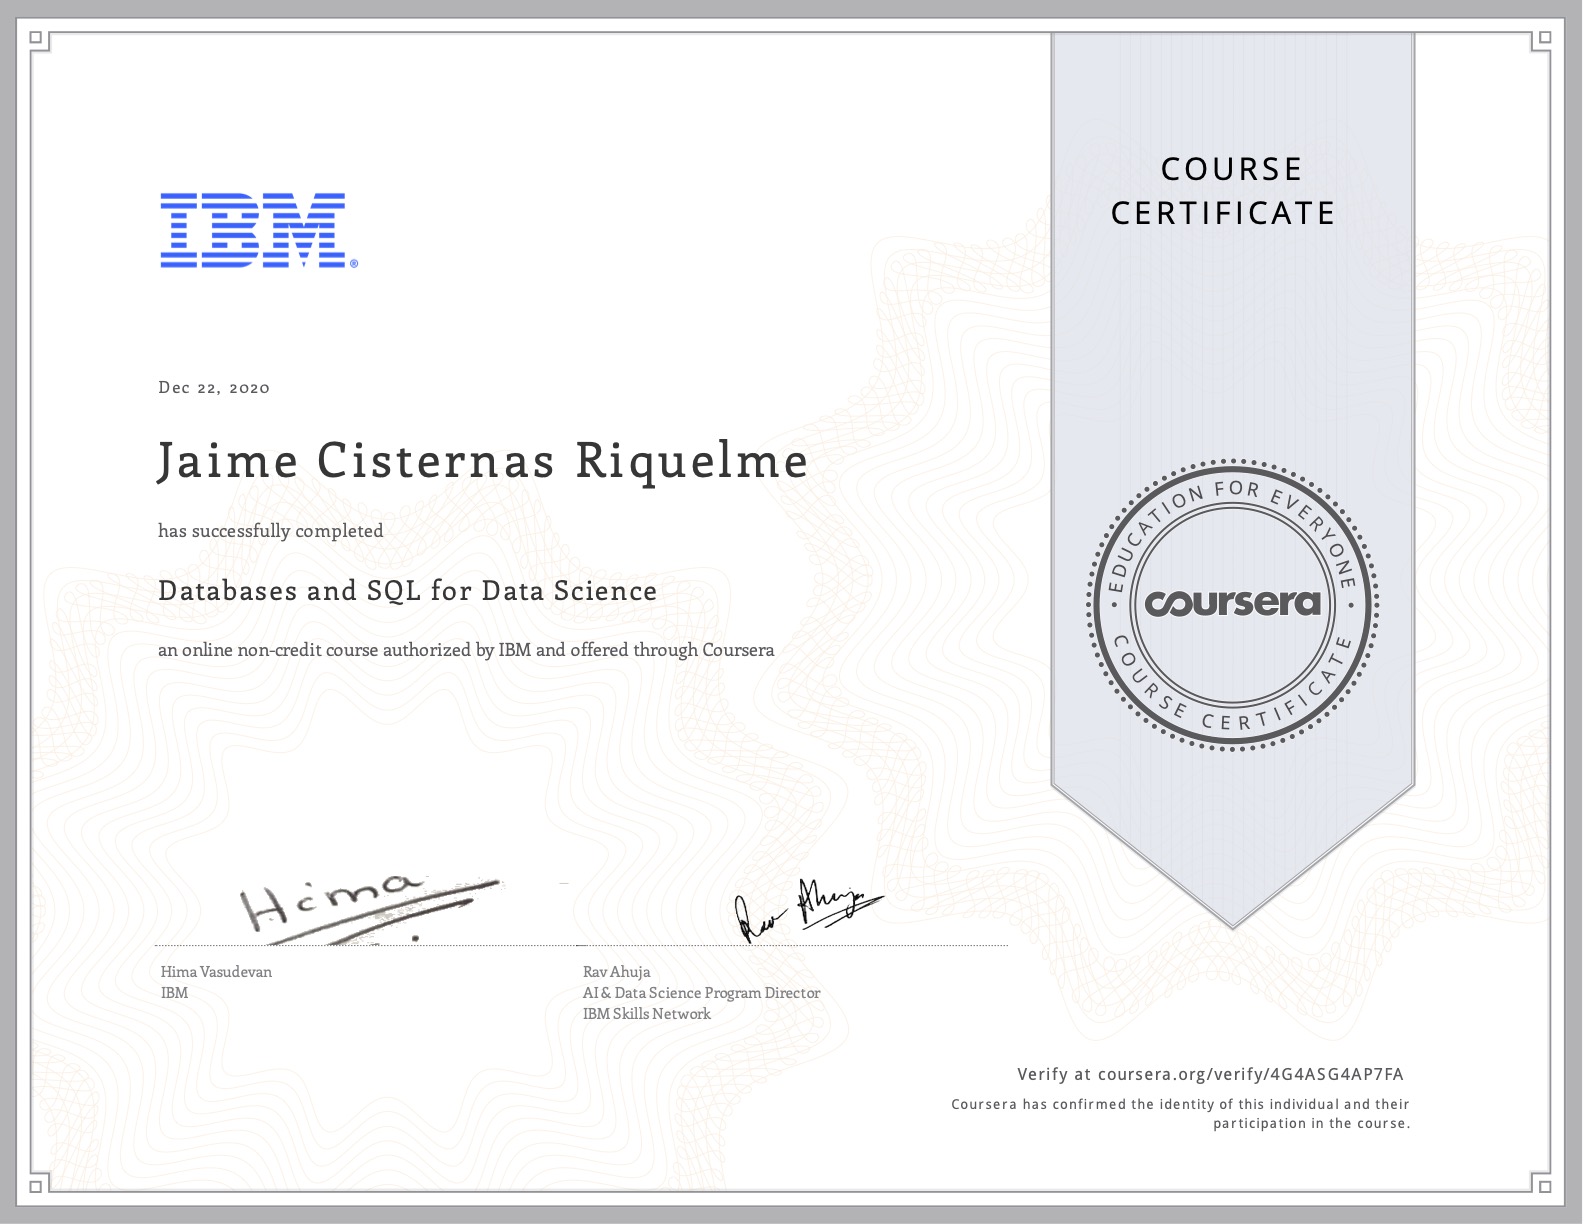 IBM®
COURSE
CERTIFICATE
Dec 22, 2020
Jaime Cisternas Riquelme
has successfully completed
Databases and SQL for Data Science
an online non-credit course authorized by IBM and offered through Coursera
EDUCATION FOR EVERYONE
coursera
COURSE CERTIFICATE
Hima
Rav Ahuja
Hima Vasudevan
IBM
Rav Ahuja
AI & Data Science Program Director
IBM Skills Network
Verify at coursera.org/verify/4G4ASG4AP7FA
Coursera has confirmed the identity of this individual and their
participation in the course.